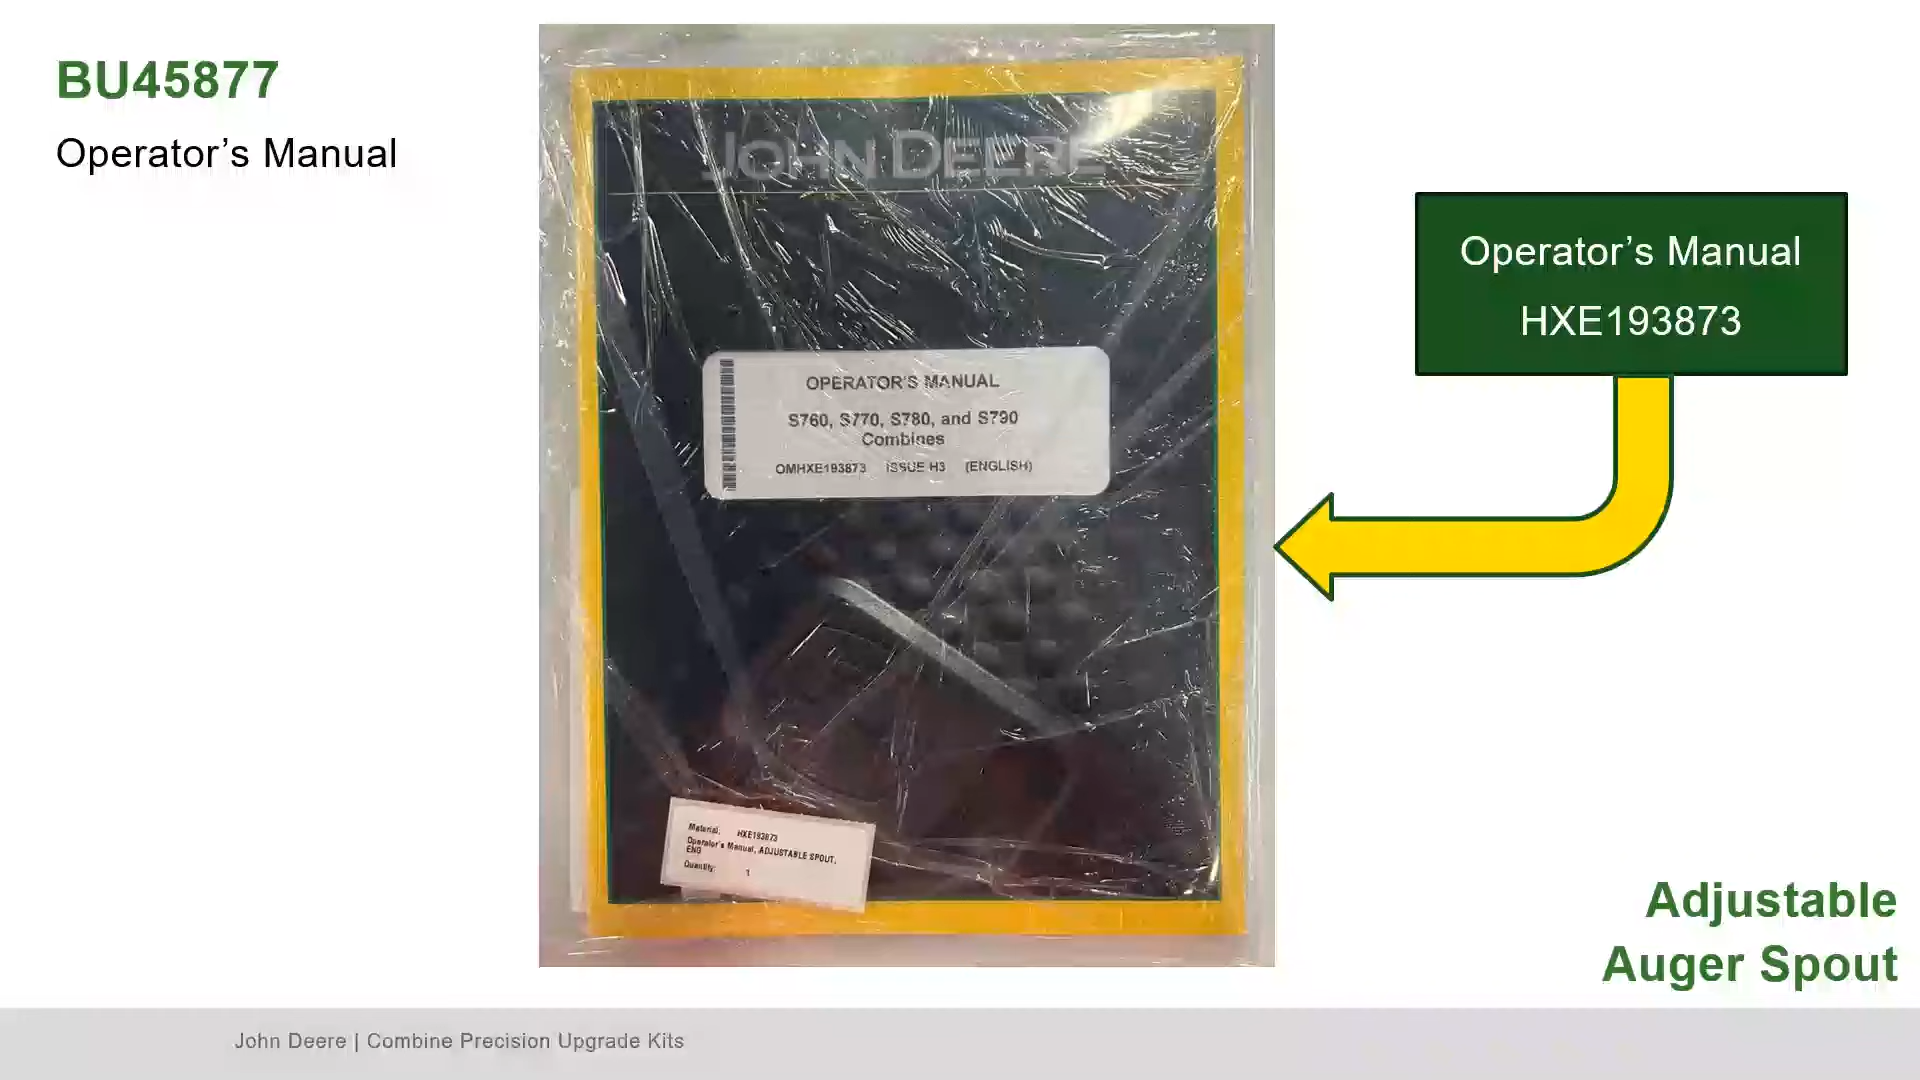 BU45877
Operator’s Manual
JOHN DEERE
OPERATOR'S MANUAL
S760, S770, S780, and S790
Combines
OMHXE193873 ISSUE H3 (ENGLISH)
Material: HXE193873
Operator's Manual, ADJUSTABLE SPOUT,
ENG
Quantity: 1
Operator’s Manual
HXE193873
Adjustable
Auger Spout
John Deere | Combine Precision Upgrade Kits